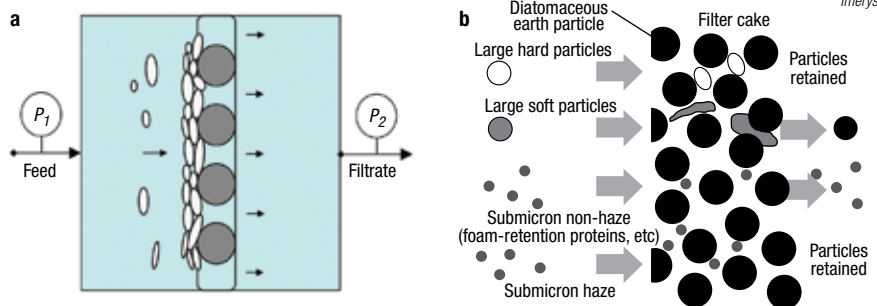 a
P1
Feed
P2
Filtrate
imerys
b
Diatomaceous
earth particle
Filter cake
Large hard particles
Particles
retained
Large soft particles
Submicron non-haze
(foam-retention proteins, etc)
Submicron haze
Particles
retained